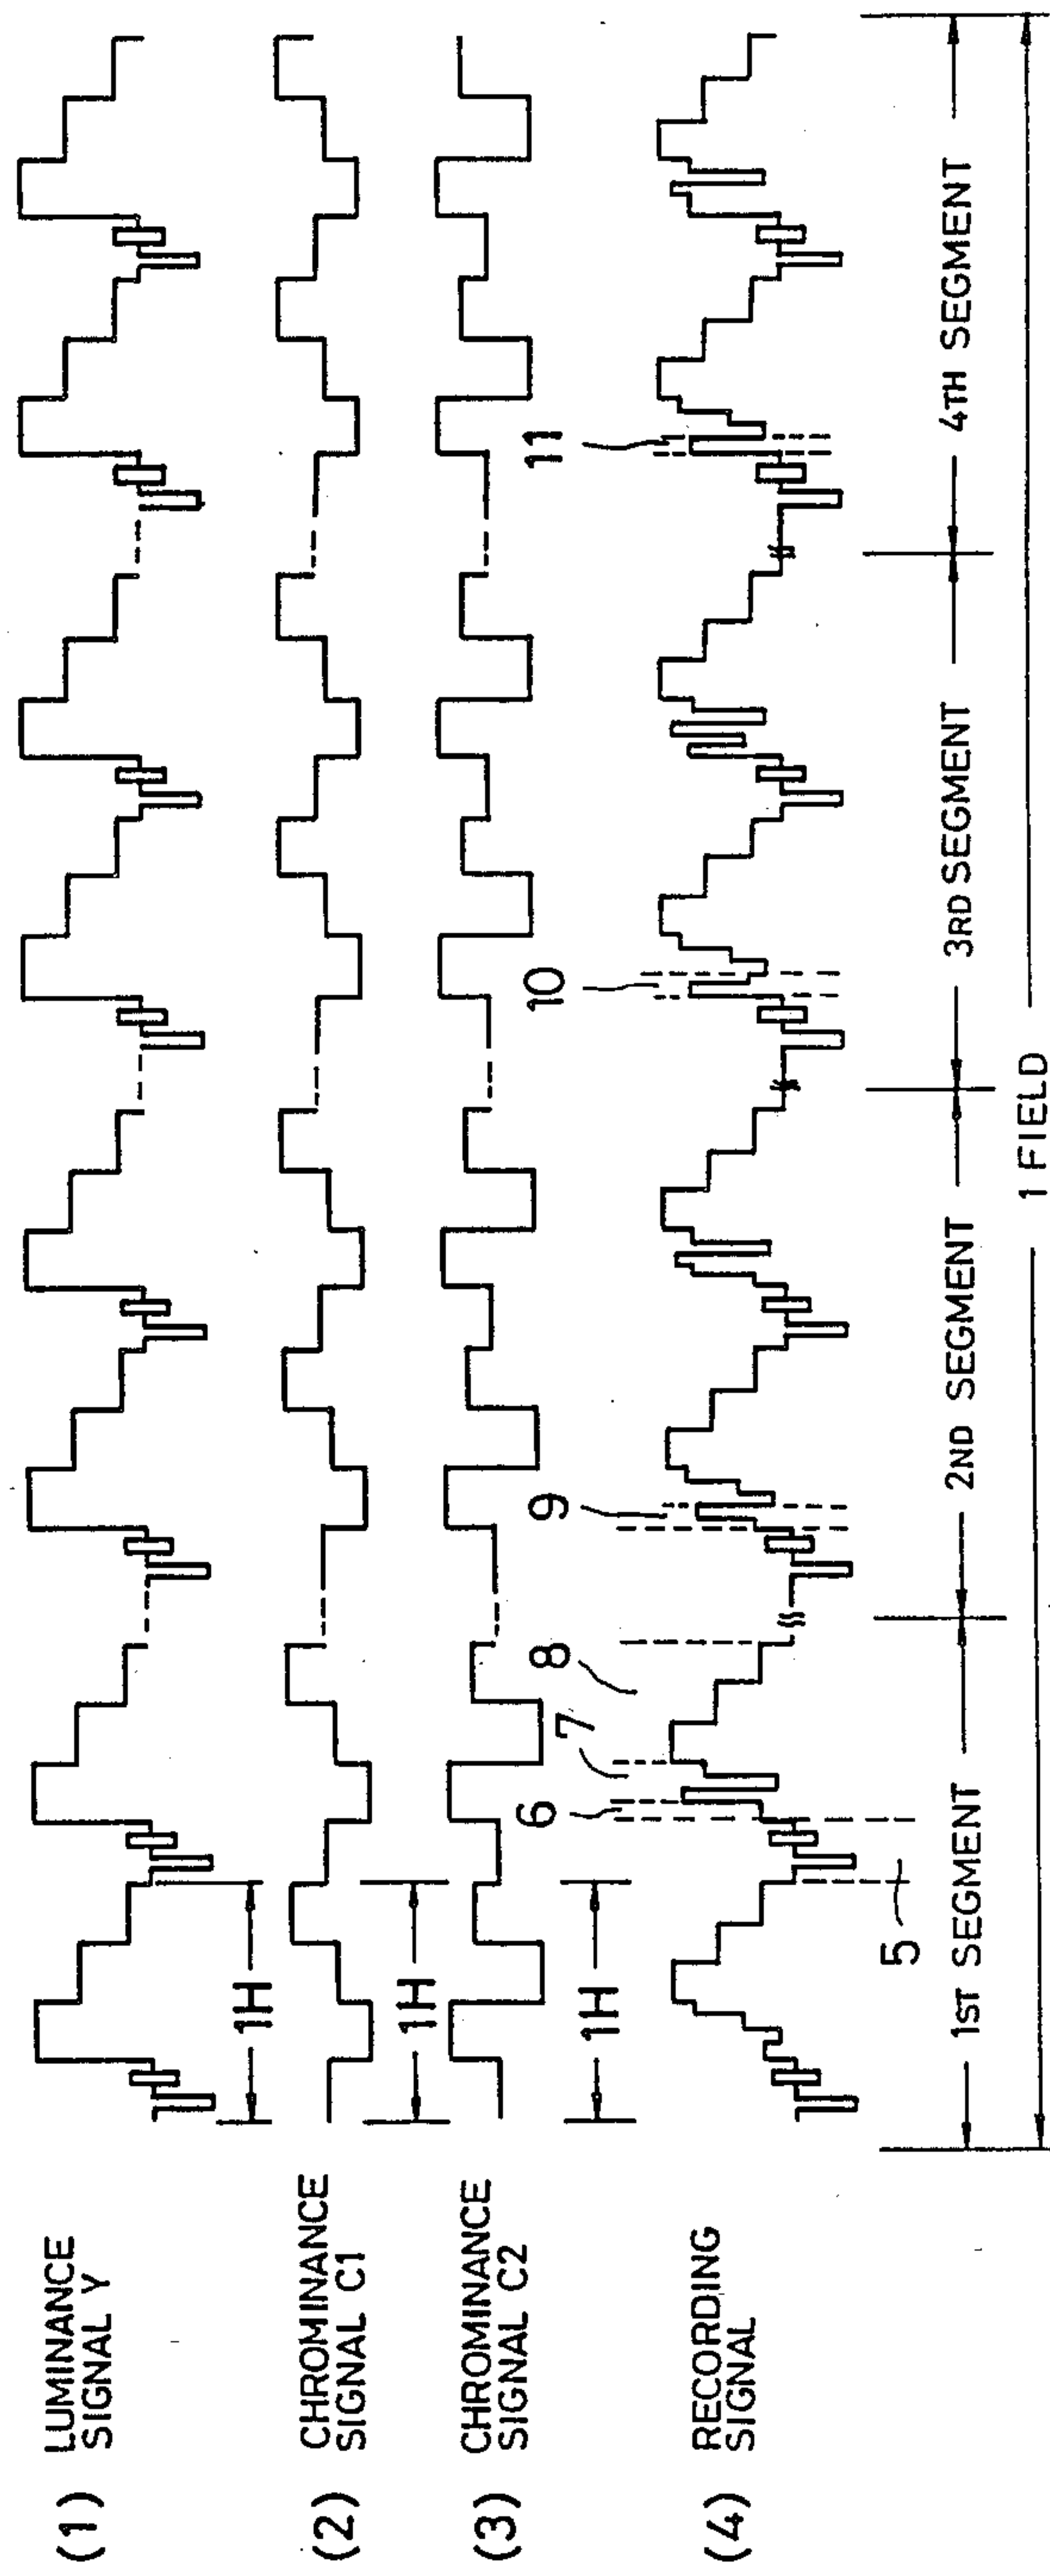 (1) LUMINANCE
SIGNAL Y
1H
(2) CHROMINANCE
SIGNAL C1
1H
(3) CHROMINANCE
SIGNAL C2
1H
6
7
8
9
10
11
(4) RECORDING
SIGNAL
5
1ST SEGMENT
2ND SEGMENT
3RD SEGMENT
4TH SEGMENT
1 FIELD